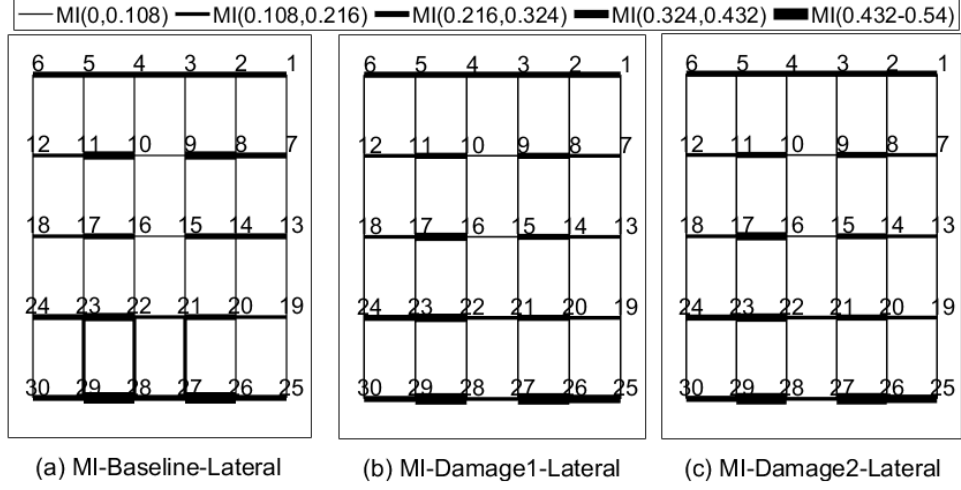 MI(0,0.108) MI(0.108,0.216) MI(0.216,0.324) MI(0.324,0.432) MI(0.432-0.54)
6 5 4 3 2 1 6 5 4 3 2 1 6 5 4 3 2 1
12 11 10 9 8 7 12 11 10 9 8 7 12 11 10 9 8 7
18 17 16 15 14 13 18 17 16 15 14 13 18 17 16 15 14 13
24 23 22 21 20 19 24 23 22 21 20 19 24 23 22 21 20 19
30 29 28 27 26 25 30 29 28 27 26 25 30 29 28 27 26 25
(a) MI-Baseline-Lateral (b) MI-Damage1-Lateral (c) MI-Damage2-Lateral